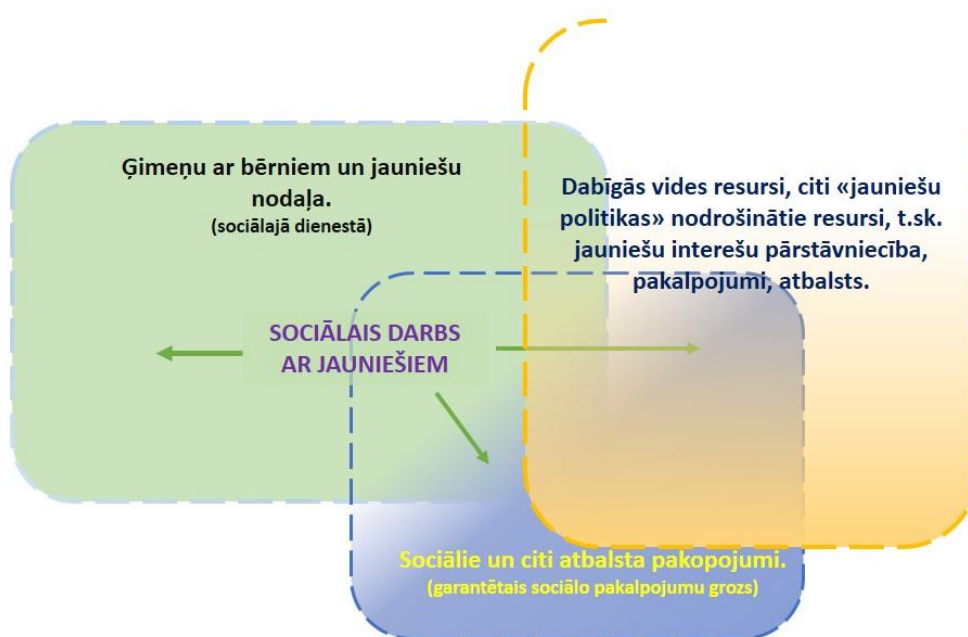 Ģimeņu ar bērniem un jauniešu
nodaļa.
(sociālajā dienestā)
Dabīgās vides resursi, citi «jauniešu
politikas» nodrošinātie resursi, t.sk.
jauniešu interešu pārstāvniecība,
pakalpojumi, atbalsts.
SOCIĀLAIS DARBS
AR JAUNIEŠIEM
Sociālie un citi atbalsta pakopojumi.
(garantētais sociālo pakalpojumu grozs)